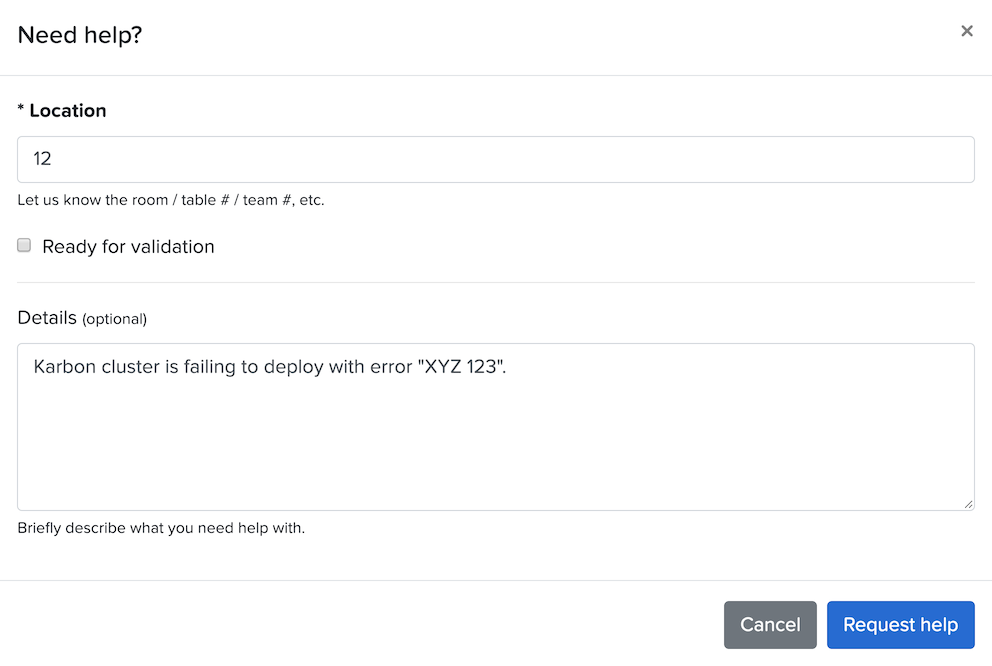 Need help?
×
* Location
12
Let us know the room / table # / team #, etc.
Ready for validation
Details (optional)
Karbon cluster is failing to deploy with error "XYZ 123".
Briefly describe what you need help with.
Cancel
Request help